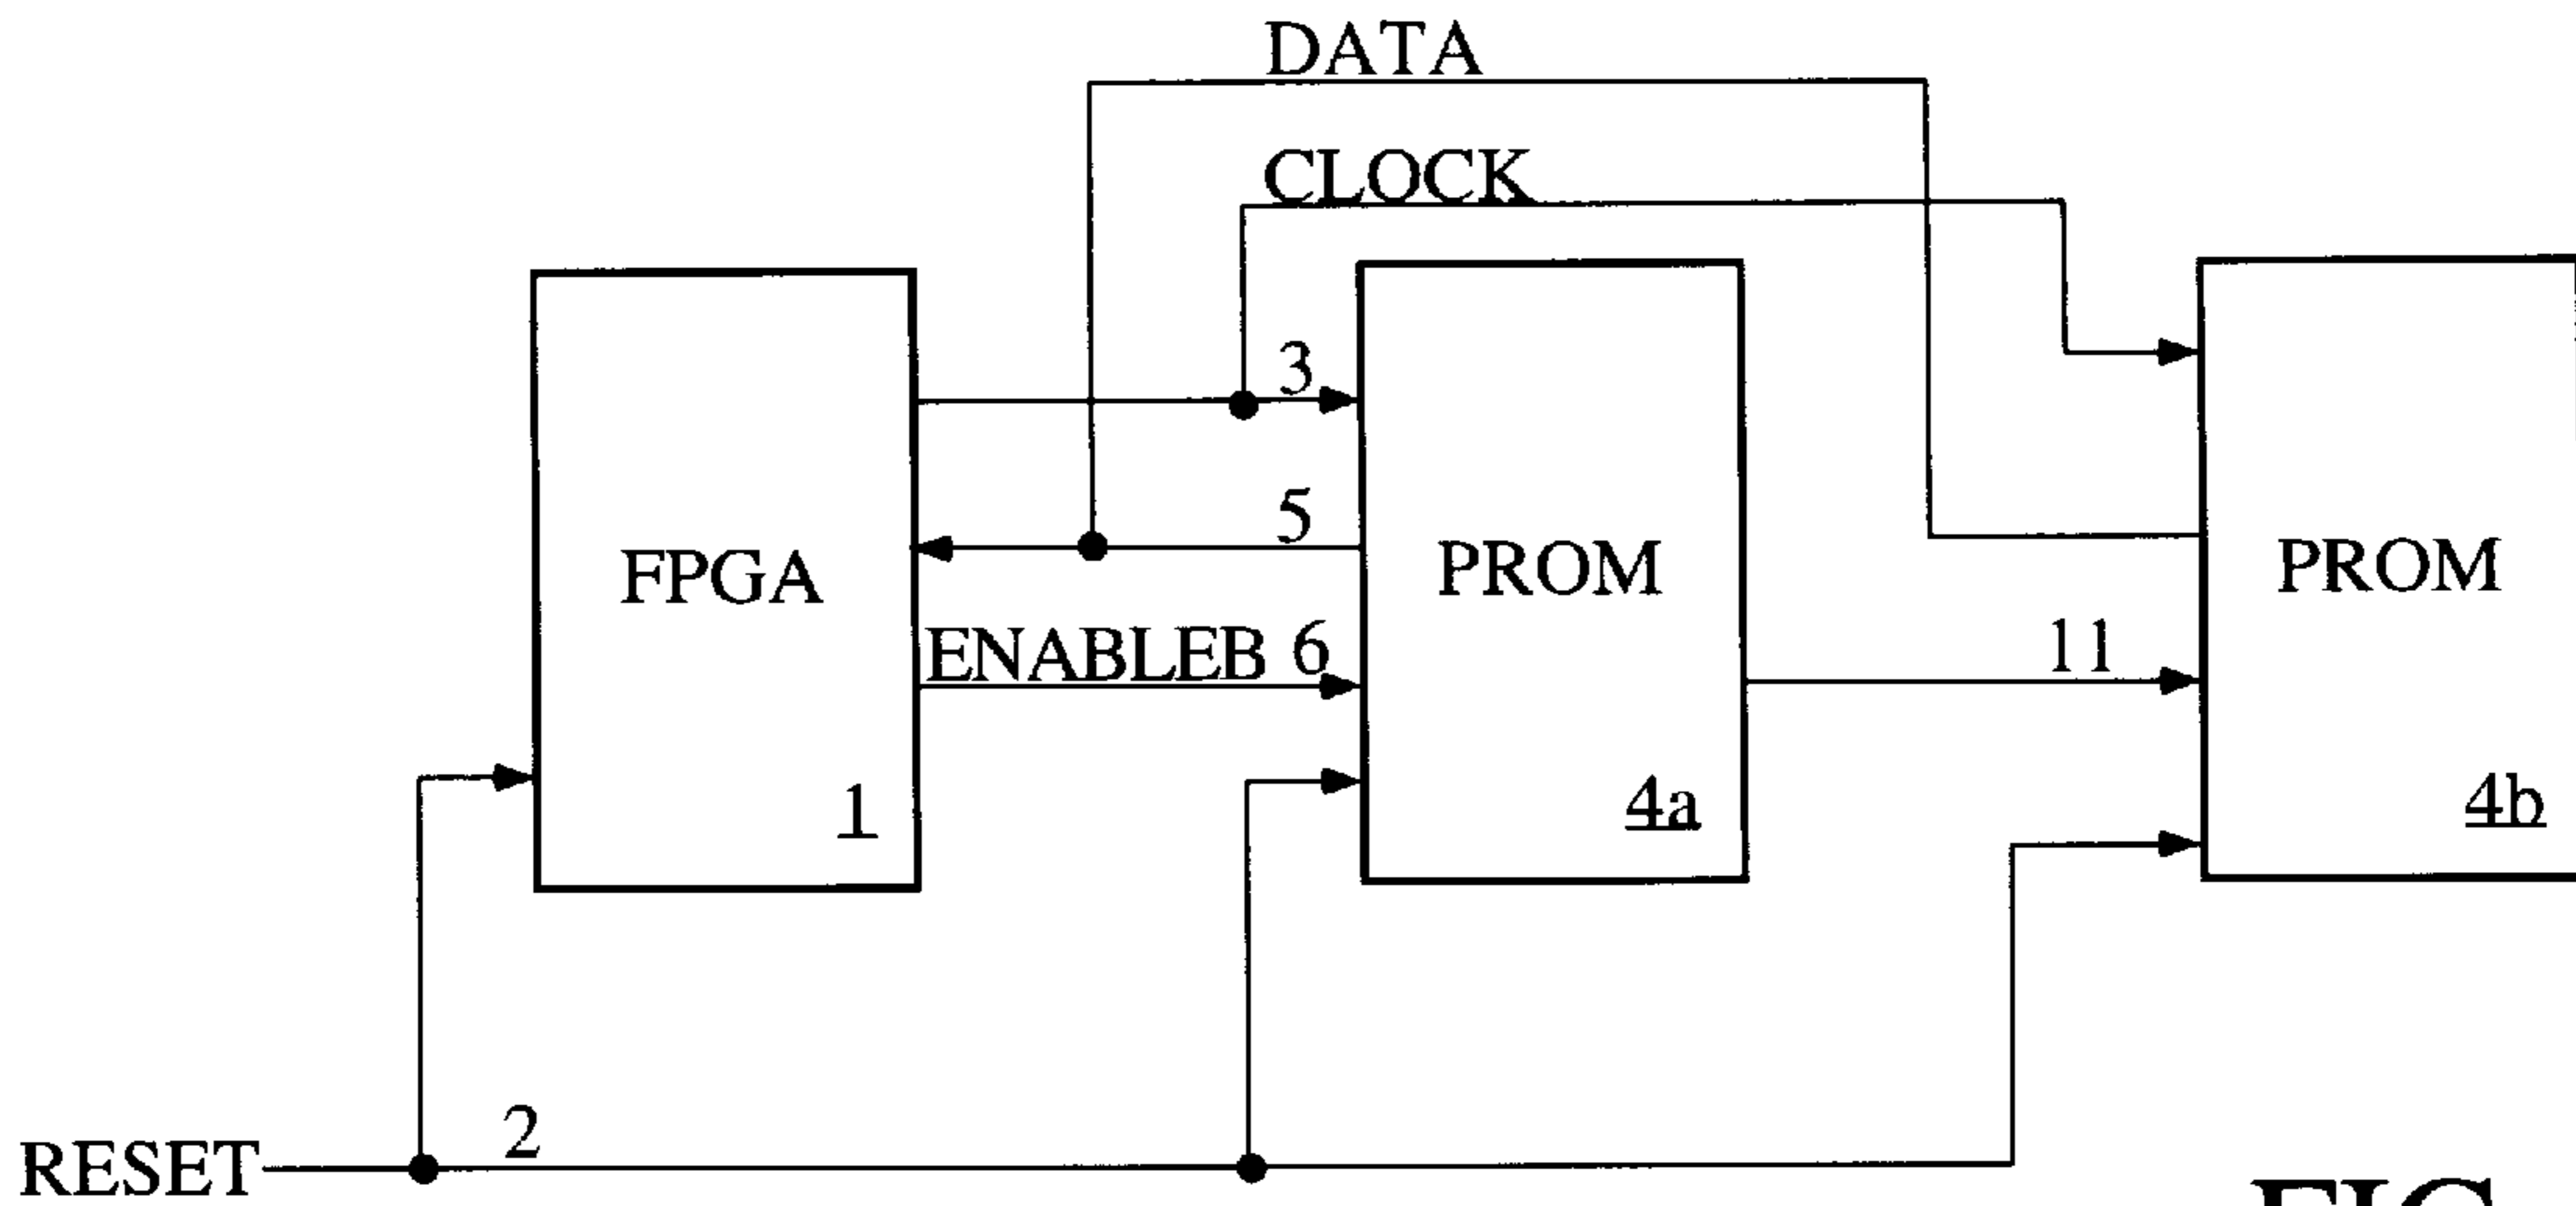 DATA
CLOCK
3
5
FPGA
PROM
PROM
ENABLEB 6
11
1
4a
4b
2
RESET